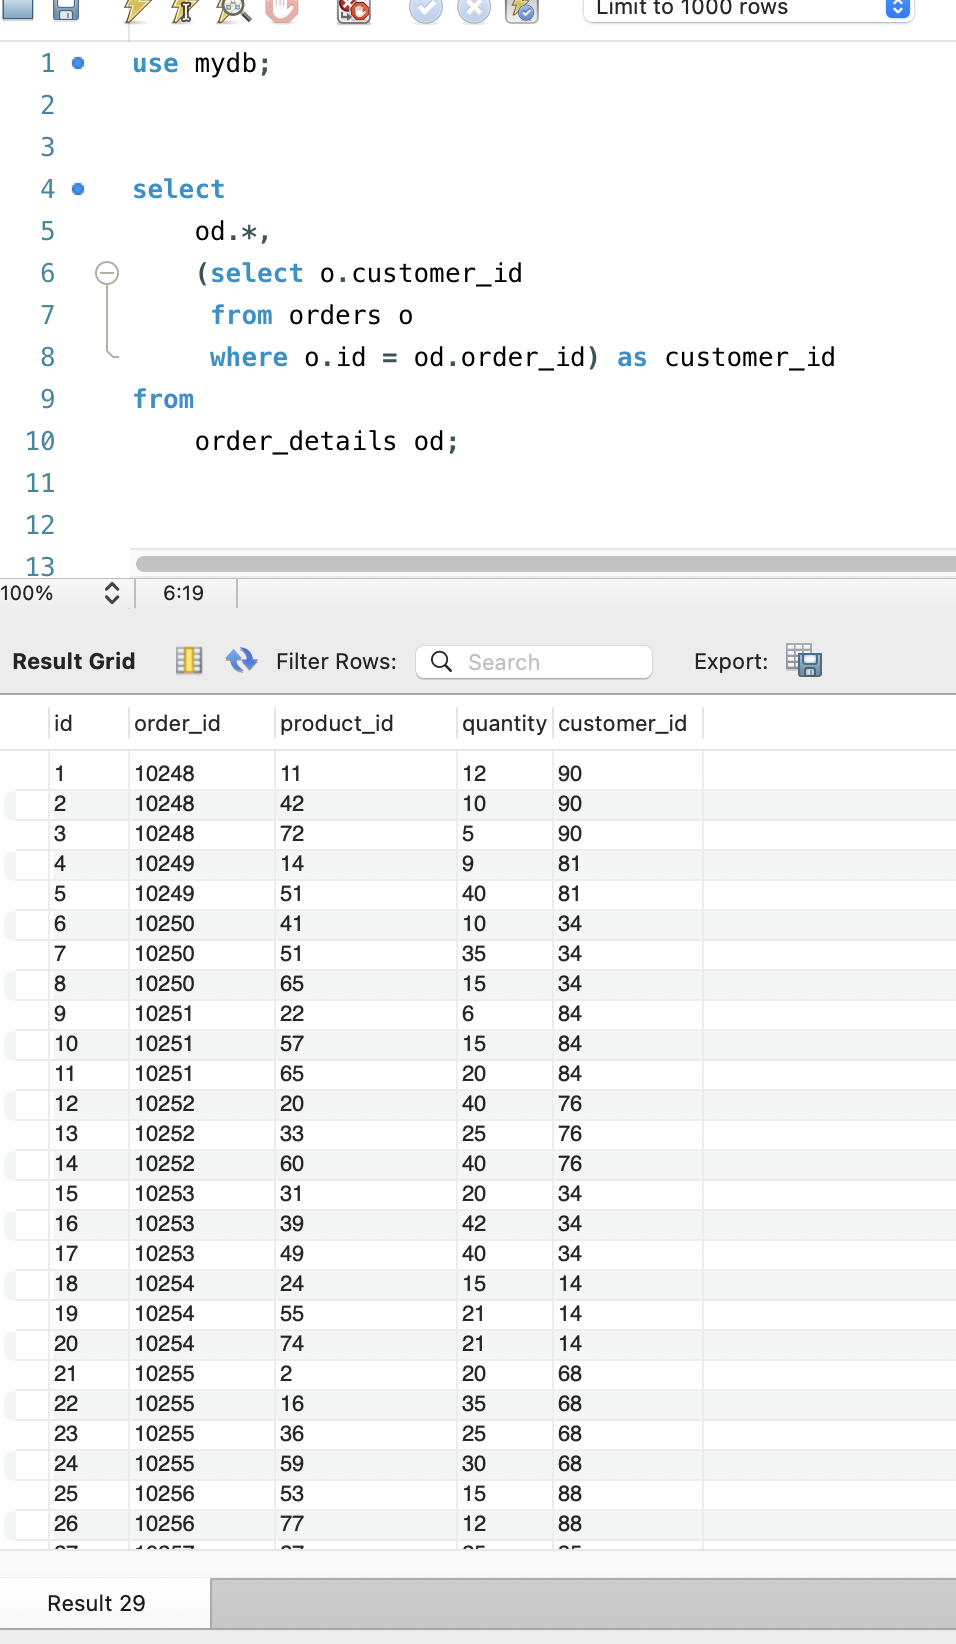 Limit to 1000 rows
1 use mydb;
2
3
4 select
5 od.*,
6 (select o.customer_id
7 from orders o
8 where o.id = od.order_id) as customer_id
9 from
10 order_details od;
11
12
13
100% 6:19
Result Grid Filter Rows: Search Export:
id order_id product_id quantity customer_id
1 10248 11 12 90
2 10248 42 10 90
3 10248 72 5 90
4 10249 14 9 81
5 10249 51 40 81
6 10250 41 10 34
7 10250 51 35 34
8 10250 65 15 34
9 10251 22 6 84
10 10251 57 15 84
11 10251 65 20 84
12 10252 20 40 76
13 10252 33 25 76
14 10252 60 40 76
15 10253 31 20 34
16 10253 39 42 34
17 10253 49 40 34
18 10254 24 15 14
19 10254 55 21 14
20 10254 74 21 14
21 10255 2 20 68
22 10255 16 35 68
23 10255 36 25 68
24 10255 59 30 68
25 10256 53 15 88
26 10256 77 12 88
Result 29